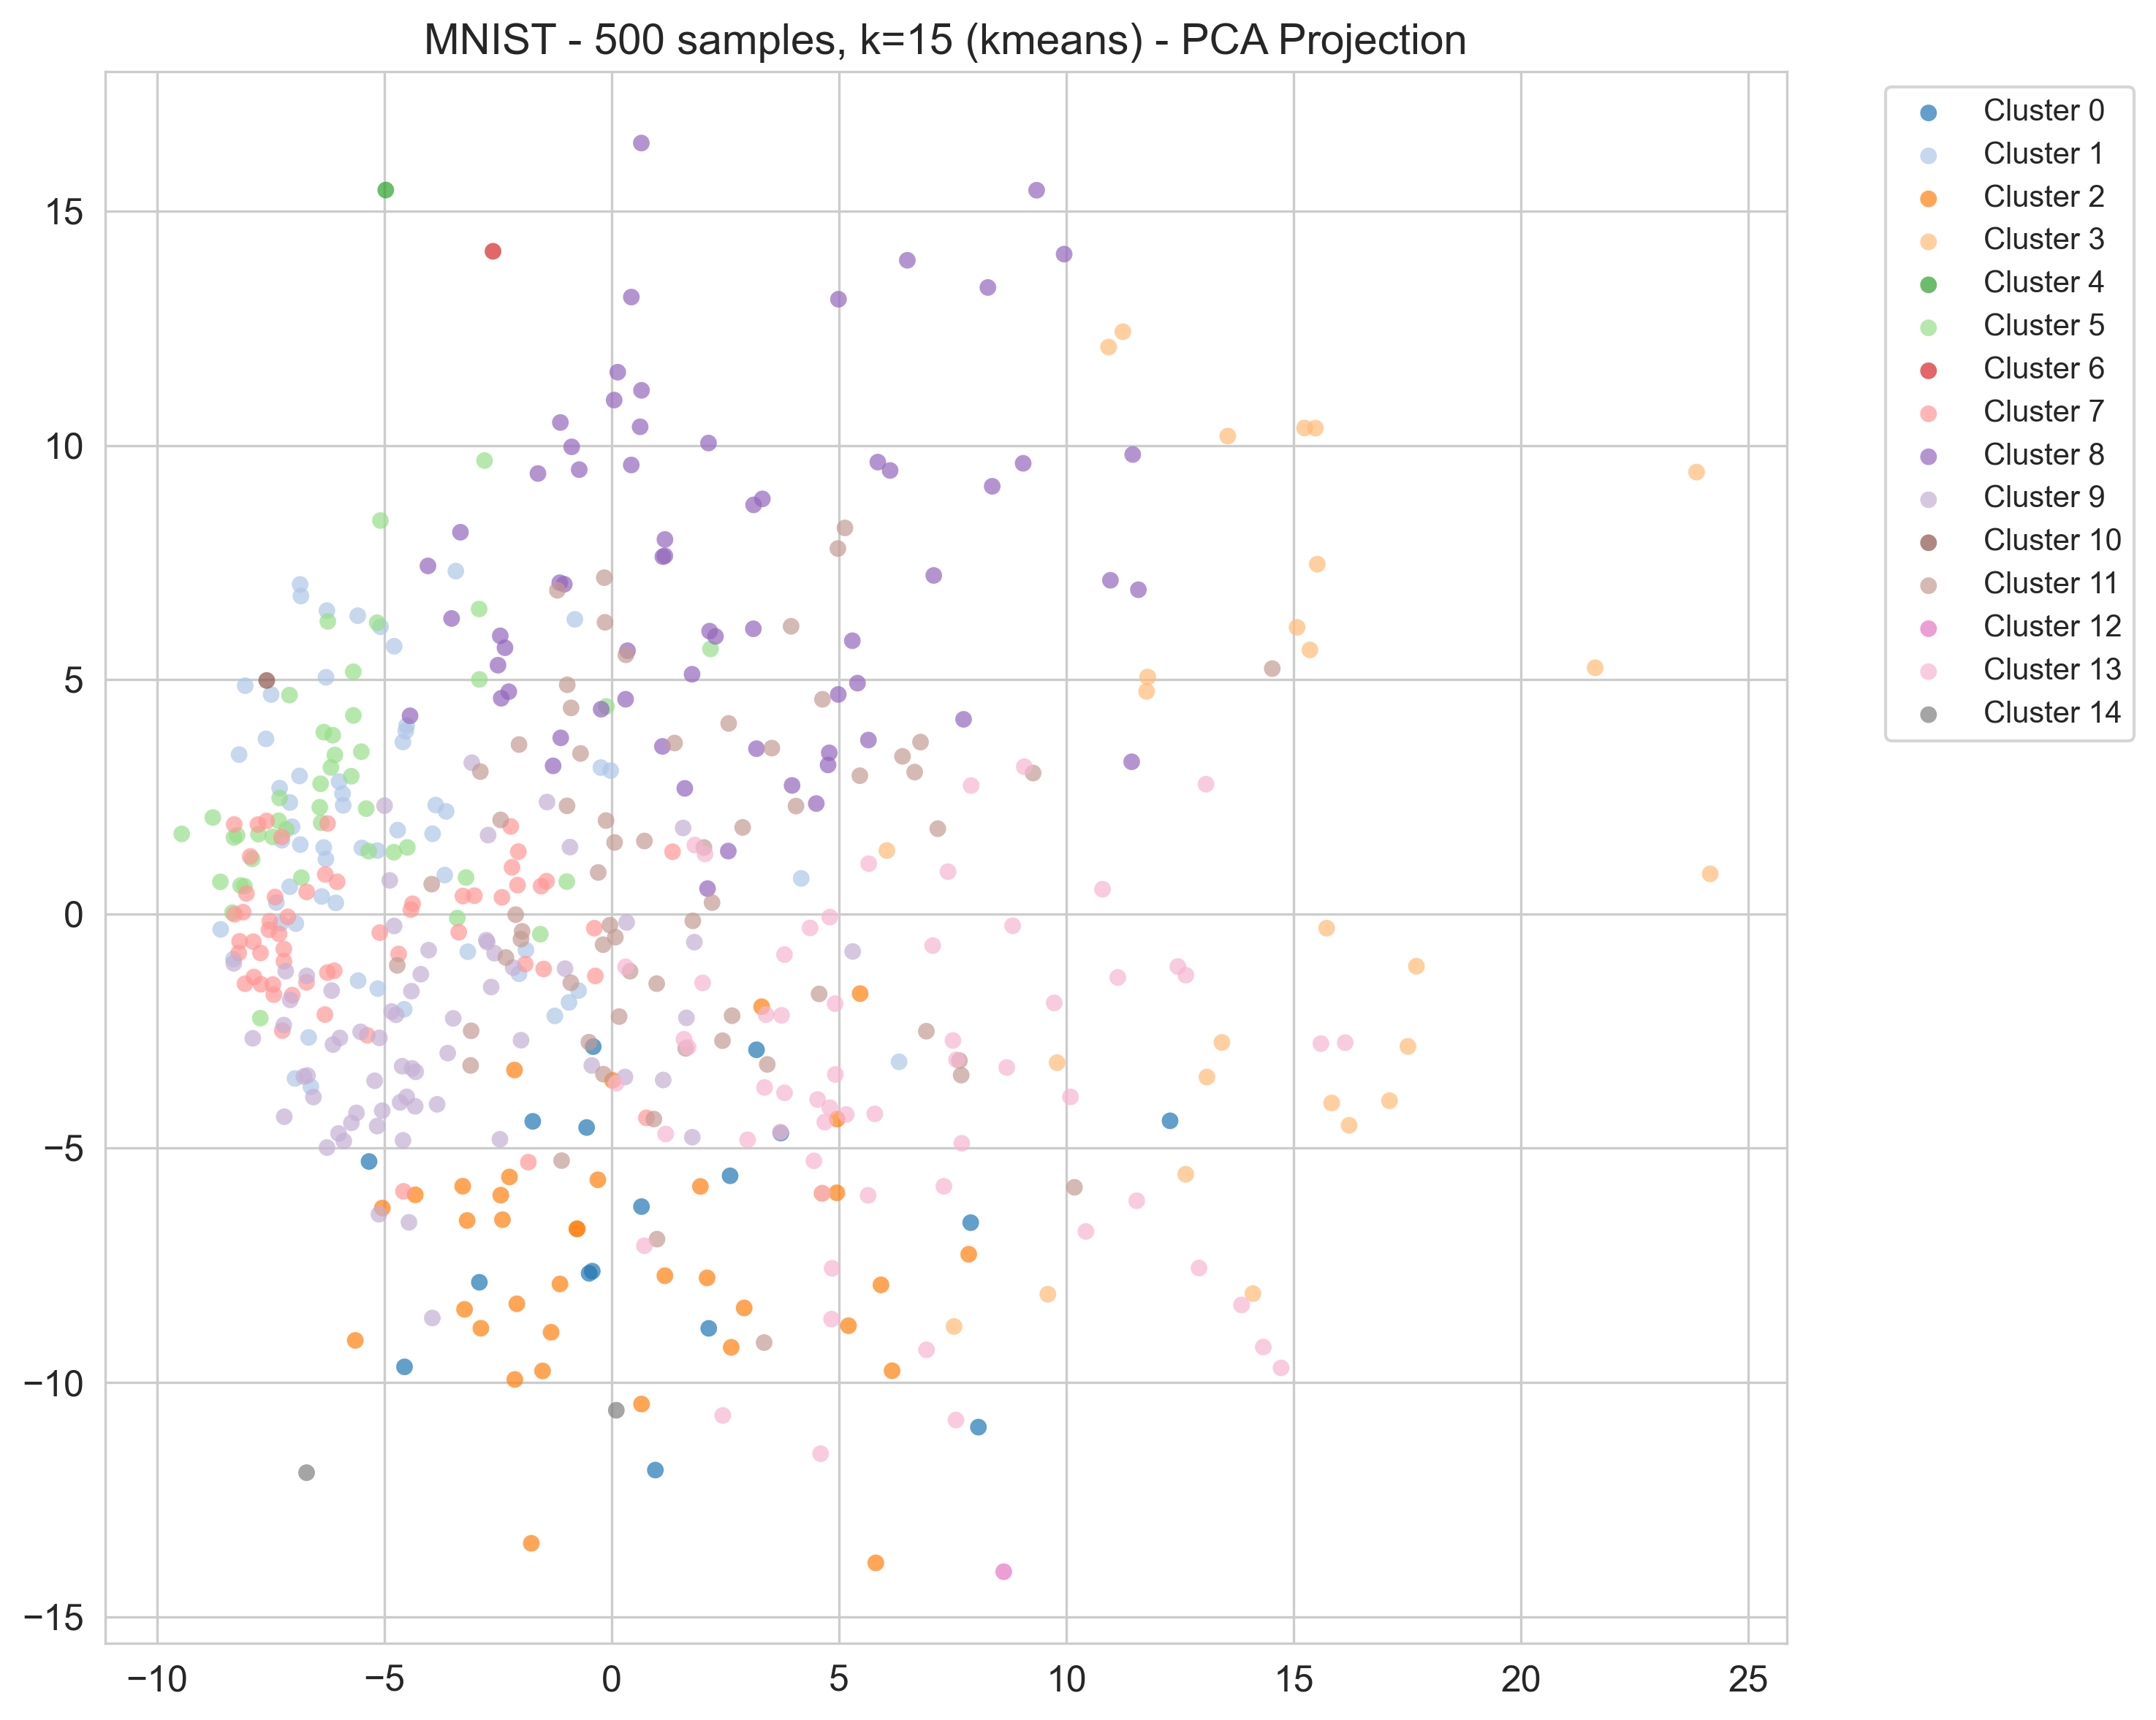 MNIST - 500 samples, k=15 (kmeans) - PCA Projection
Cluster 0
Cluster 1
Cluster 2
Cluster 3
Cluster 4
Cluster 5
Cluster 6
Cluster 7
Cluster 8
Cluster 9
Cluster 10
Cluster 11
Cluster 12
Cluster 13
Cluster 14
15
10
5
0
−5
−10
−15
−10 −5 0 5 10 15 20 25